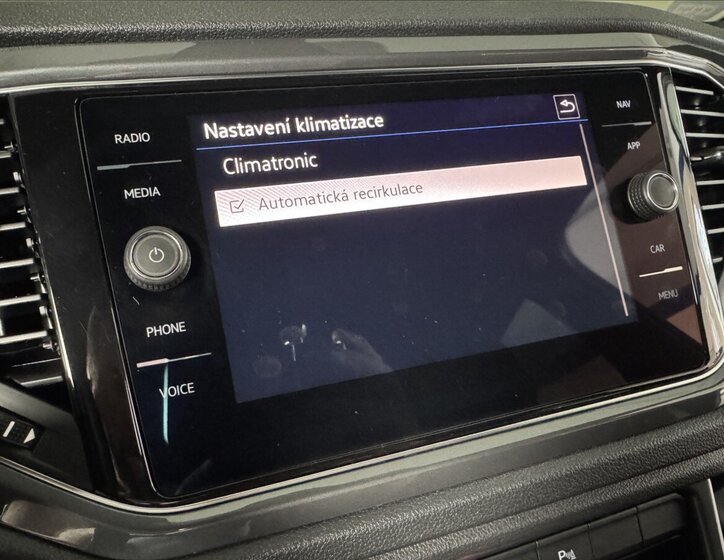 Nastavení klimatizace
Climatronic
Automatická recirkulace
RADIO
MEDIA
PHONE
VOICE
NAV
APP
CAR
MENU
P